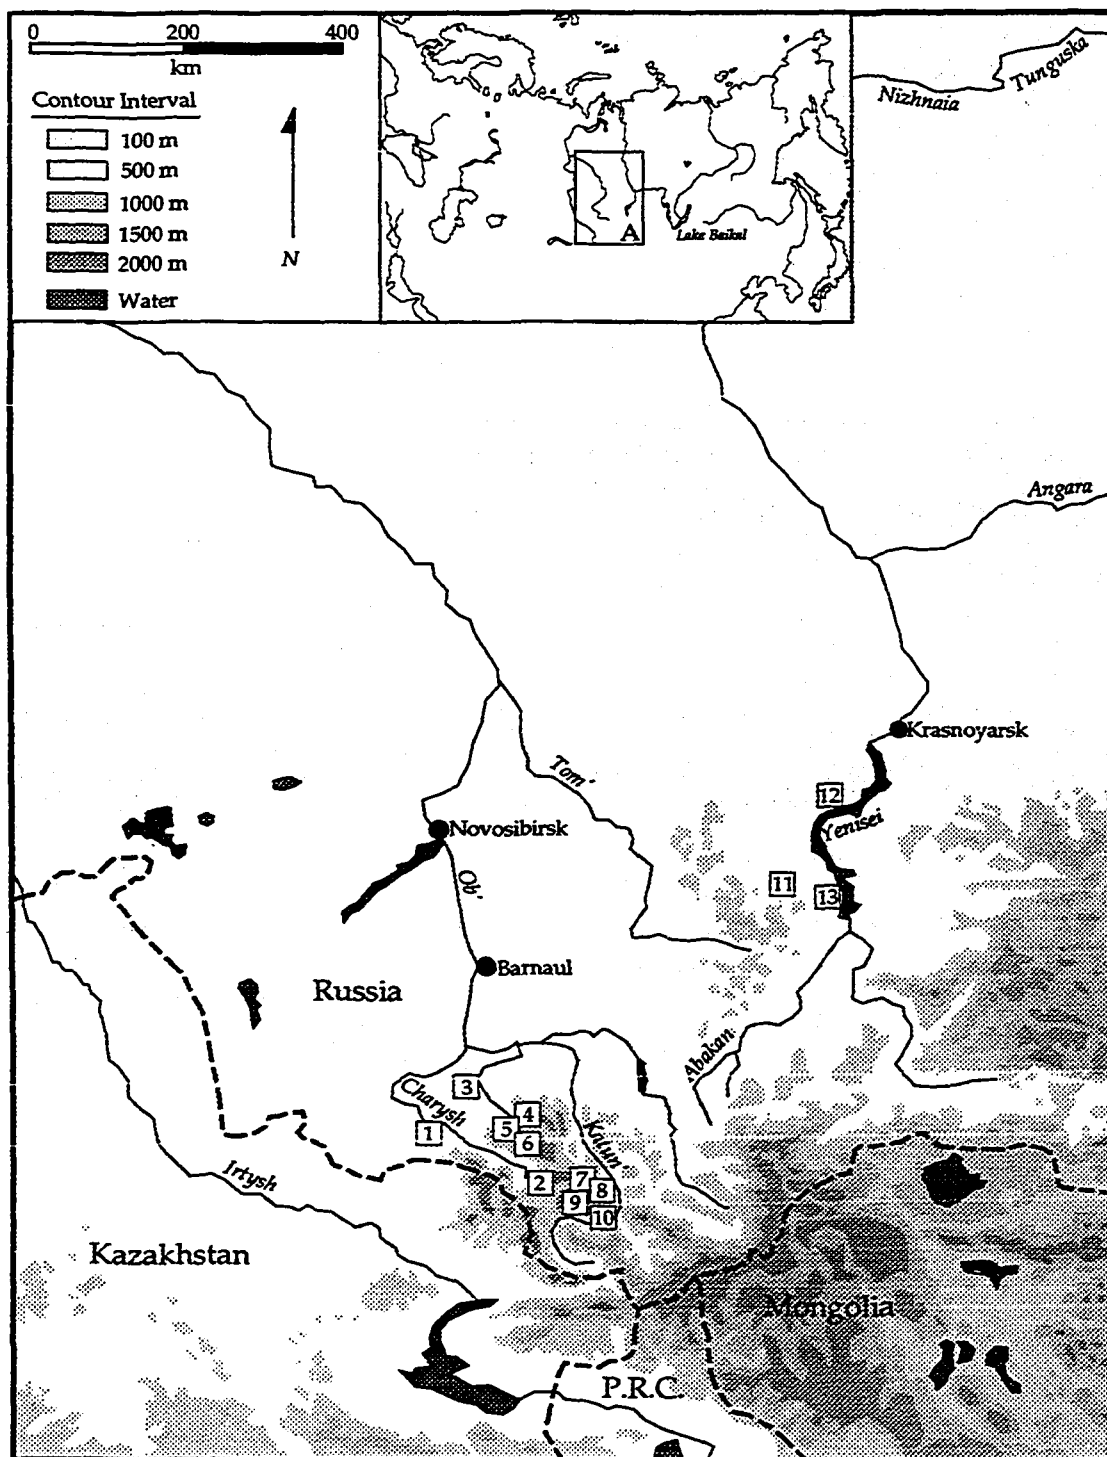 0 200 400
km
Contour Interval
100 m
500 m
1000 m
1500 m
2000 m
Water
N
A
Lake Baikal
Nizhnaia
Tunguska
Angara
Krasnoyarsk
Tom'
12
Yenisei
Novosibirsk
Ob'
11
13
Barnaul
Russia
Abakan
Charysh
3
4
1
5
6
Katun'
Irtysh
2
7
8
9
10
Kazakhstan
Mongolia
P.R.C.